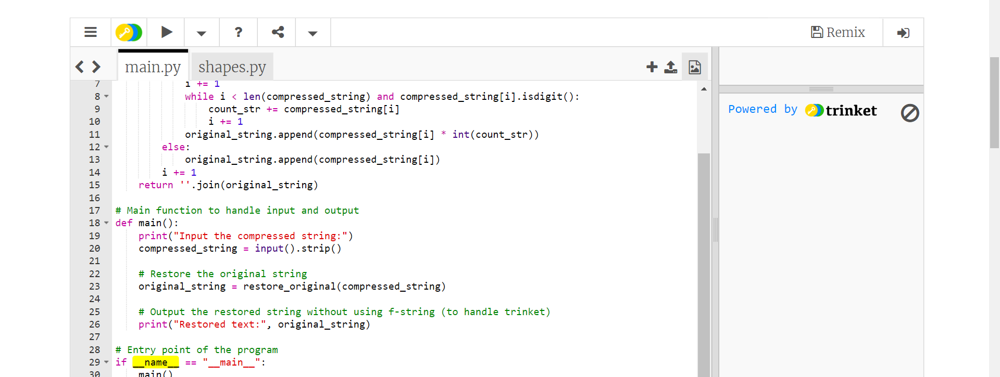 ? Remix
main.py shapes.py
7 i += 1
8 while i < len(compressed_string) and compressed_string[i].isdigit():
9 count_str += compressed_string[i]
10 i += 1
11 original_string.append(compressed_string[i] * int(count_str))
12 else:
13 original_string.append(compressed_string[i])
14 i += 1
15 return ''.join(original_string)
16
17 # Main function to handle input and output
18 def main():
19 print("Input the compressed string:")
20 compressed_string = input().strip()
21
22 # Restore the original string
23 original_string = restore_original(compressed_string)
24
25 # Output the restored string without using f-string (to handle trinket)
26 print("Restored text:", original_string)
27
28 # Entry point of the program
29 if __name__ == "__main__":
30 main()
Powered by trinket